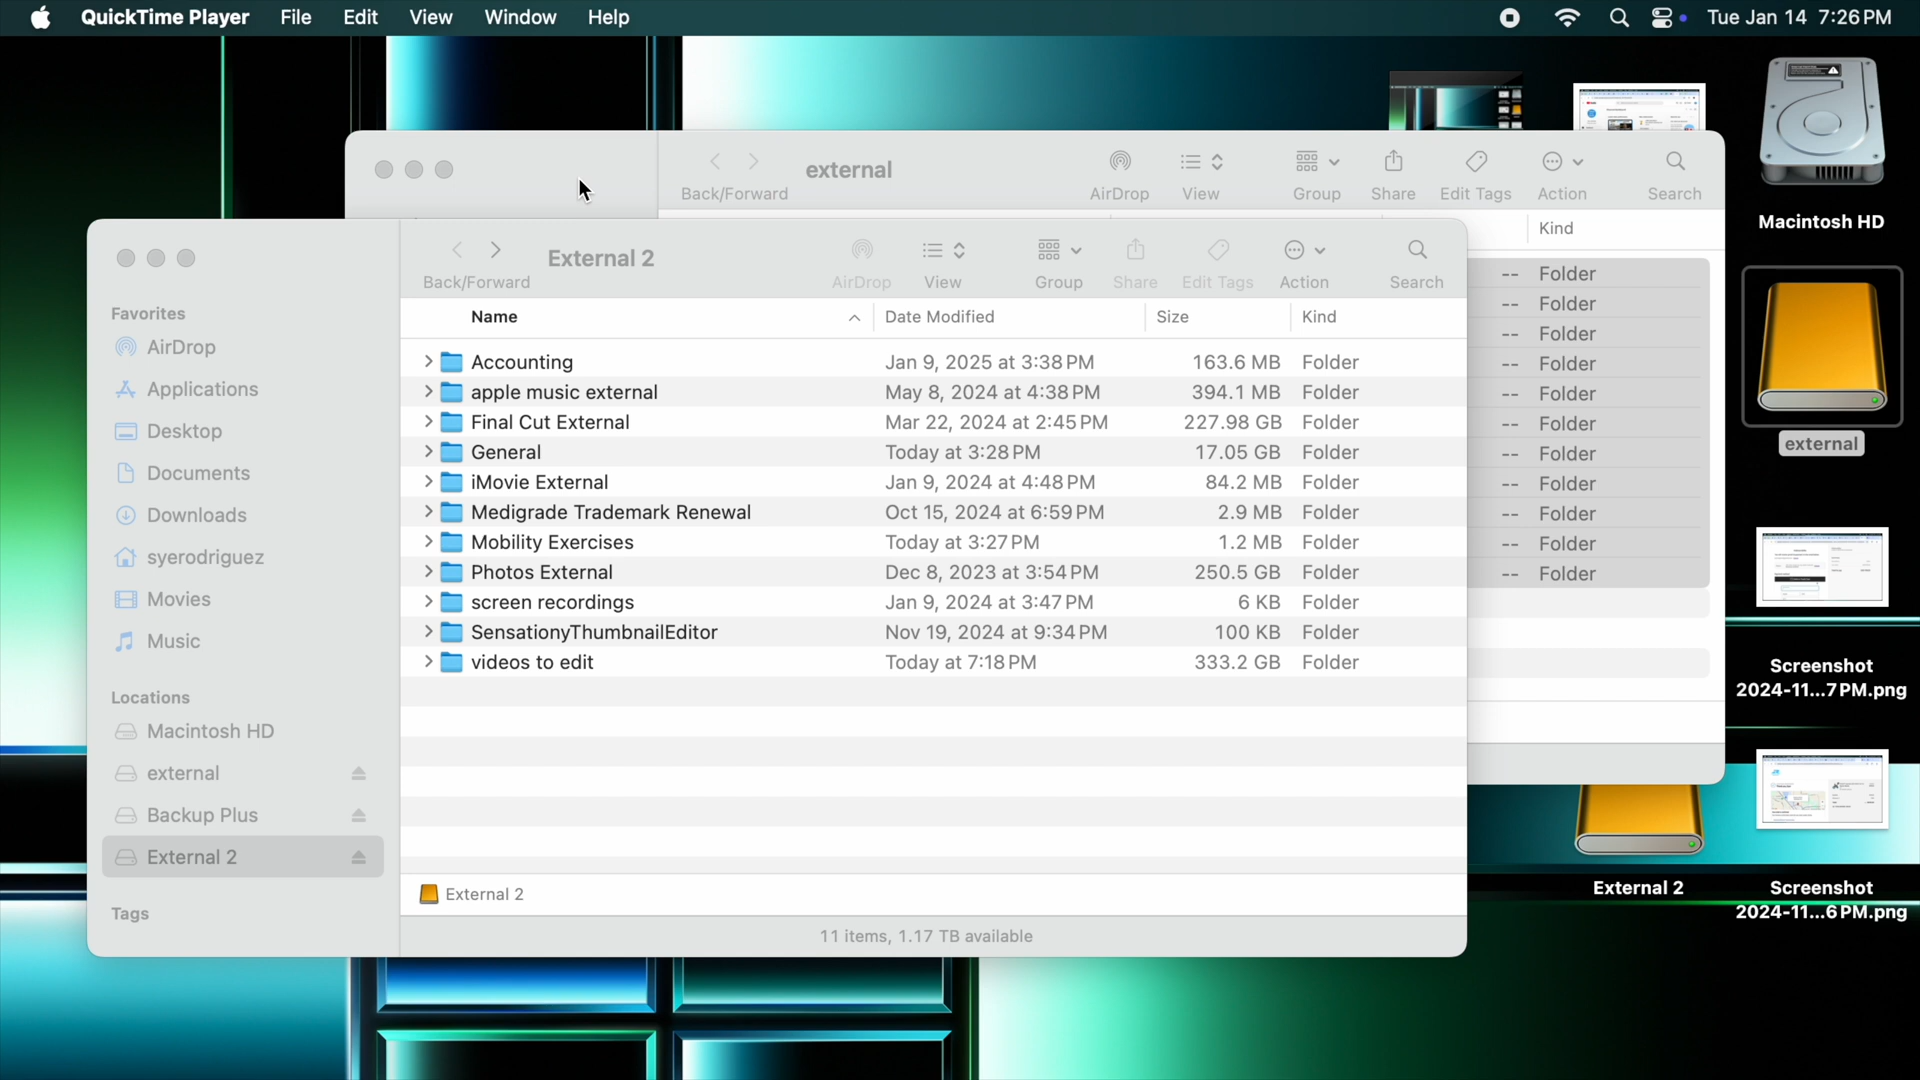 QuickTime Player File Edit View Window Help Tue Jan 14 7:26 PM
external
Back/Forward AirDrop View Group Share Edit Tags Action Search
Kind
-- Folder
-- Folder
-- Folder
-- Folder
-- Folder
-- Folder
-- Folder
-- Folder
-- Folder
-- Folder
-- Folder
External 2
Back/Forward AirDrop View Group Share Edit Tags Action Search
Favorites
AirDrop
Applications
Desktop
Documents
Downloads
syerodriguez
Movies
Music
Locations
Macintosh HD
external
Backup Plus
External 2
Tags
Name Date Modified Size Kind
Accounting Jan 9, 2025 at 3:38 PM 163.6 MB Folder
apple music external May 8, 2024 at 4:38 PM 394.1 MB Folder
Final Cut External Mar 22, 2024 at 2:45 PM 227.98 GB Folder
General Today at 3:28 PM 17.05 GB Folder
iMovie External Jan 9, 2024 at 4:48 PM 84.2 MB Folder
Medigrade Trademark Renewal Oct 15, 2024 at 6:59 PM 2.9 MB Folder
Mobility Exercises Today at 3:27 PM 1.2 MB Folder
Photos External Dec 8, 2023 at 3:54 PM 250.5 GB Folder
screen recordings Jan 9, 2024 at 3:47 PM 6 KB Folder
SensationyThumbnailEditor Nov 19, 2024 at 9:34 PM 100 KB Folder
videos to edit Today at 7:18 PM 333.2 GB Folder
External 2
11 items, 1.17 TB available
Macintosh HD
external
Screenshot
2024-11...7 PM.png
External 2
Screenshot
2024-11...6 PM.png